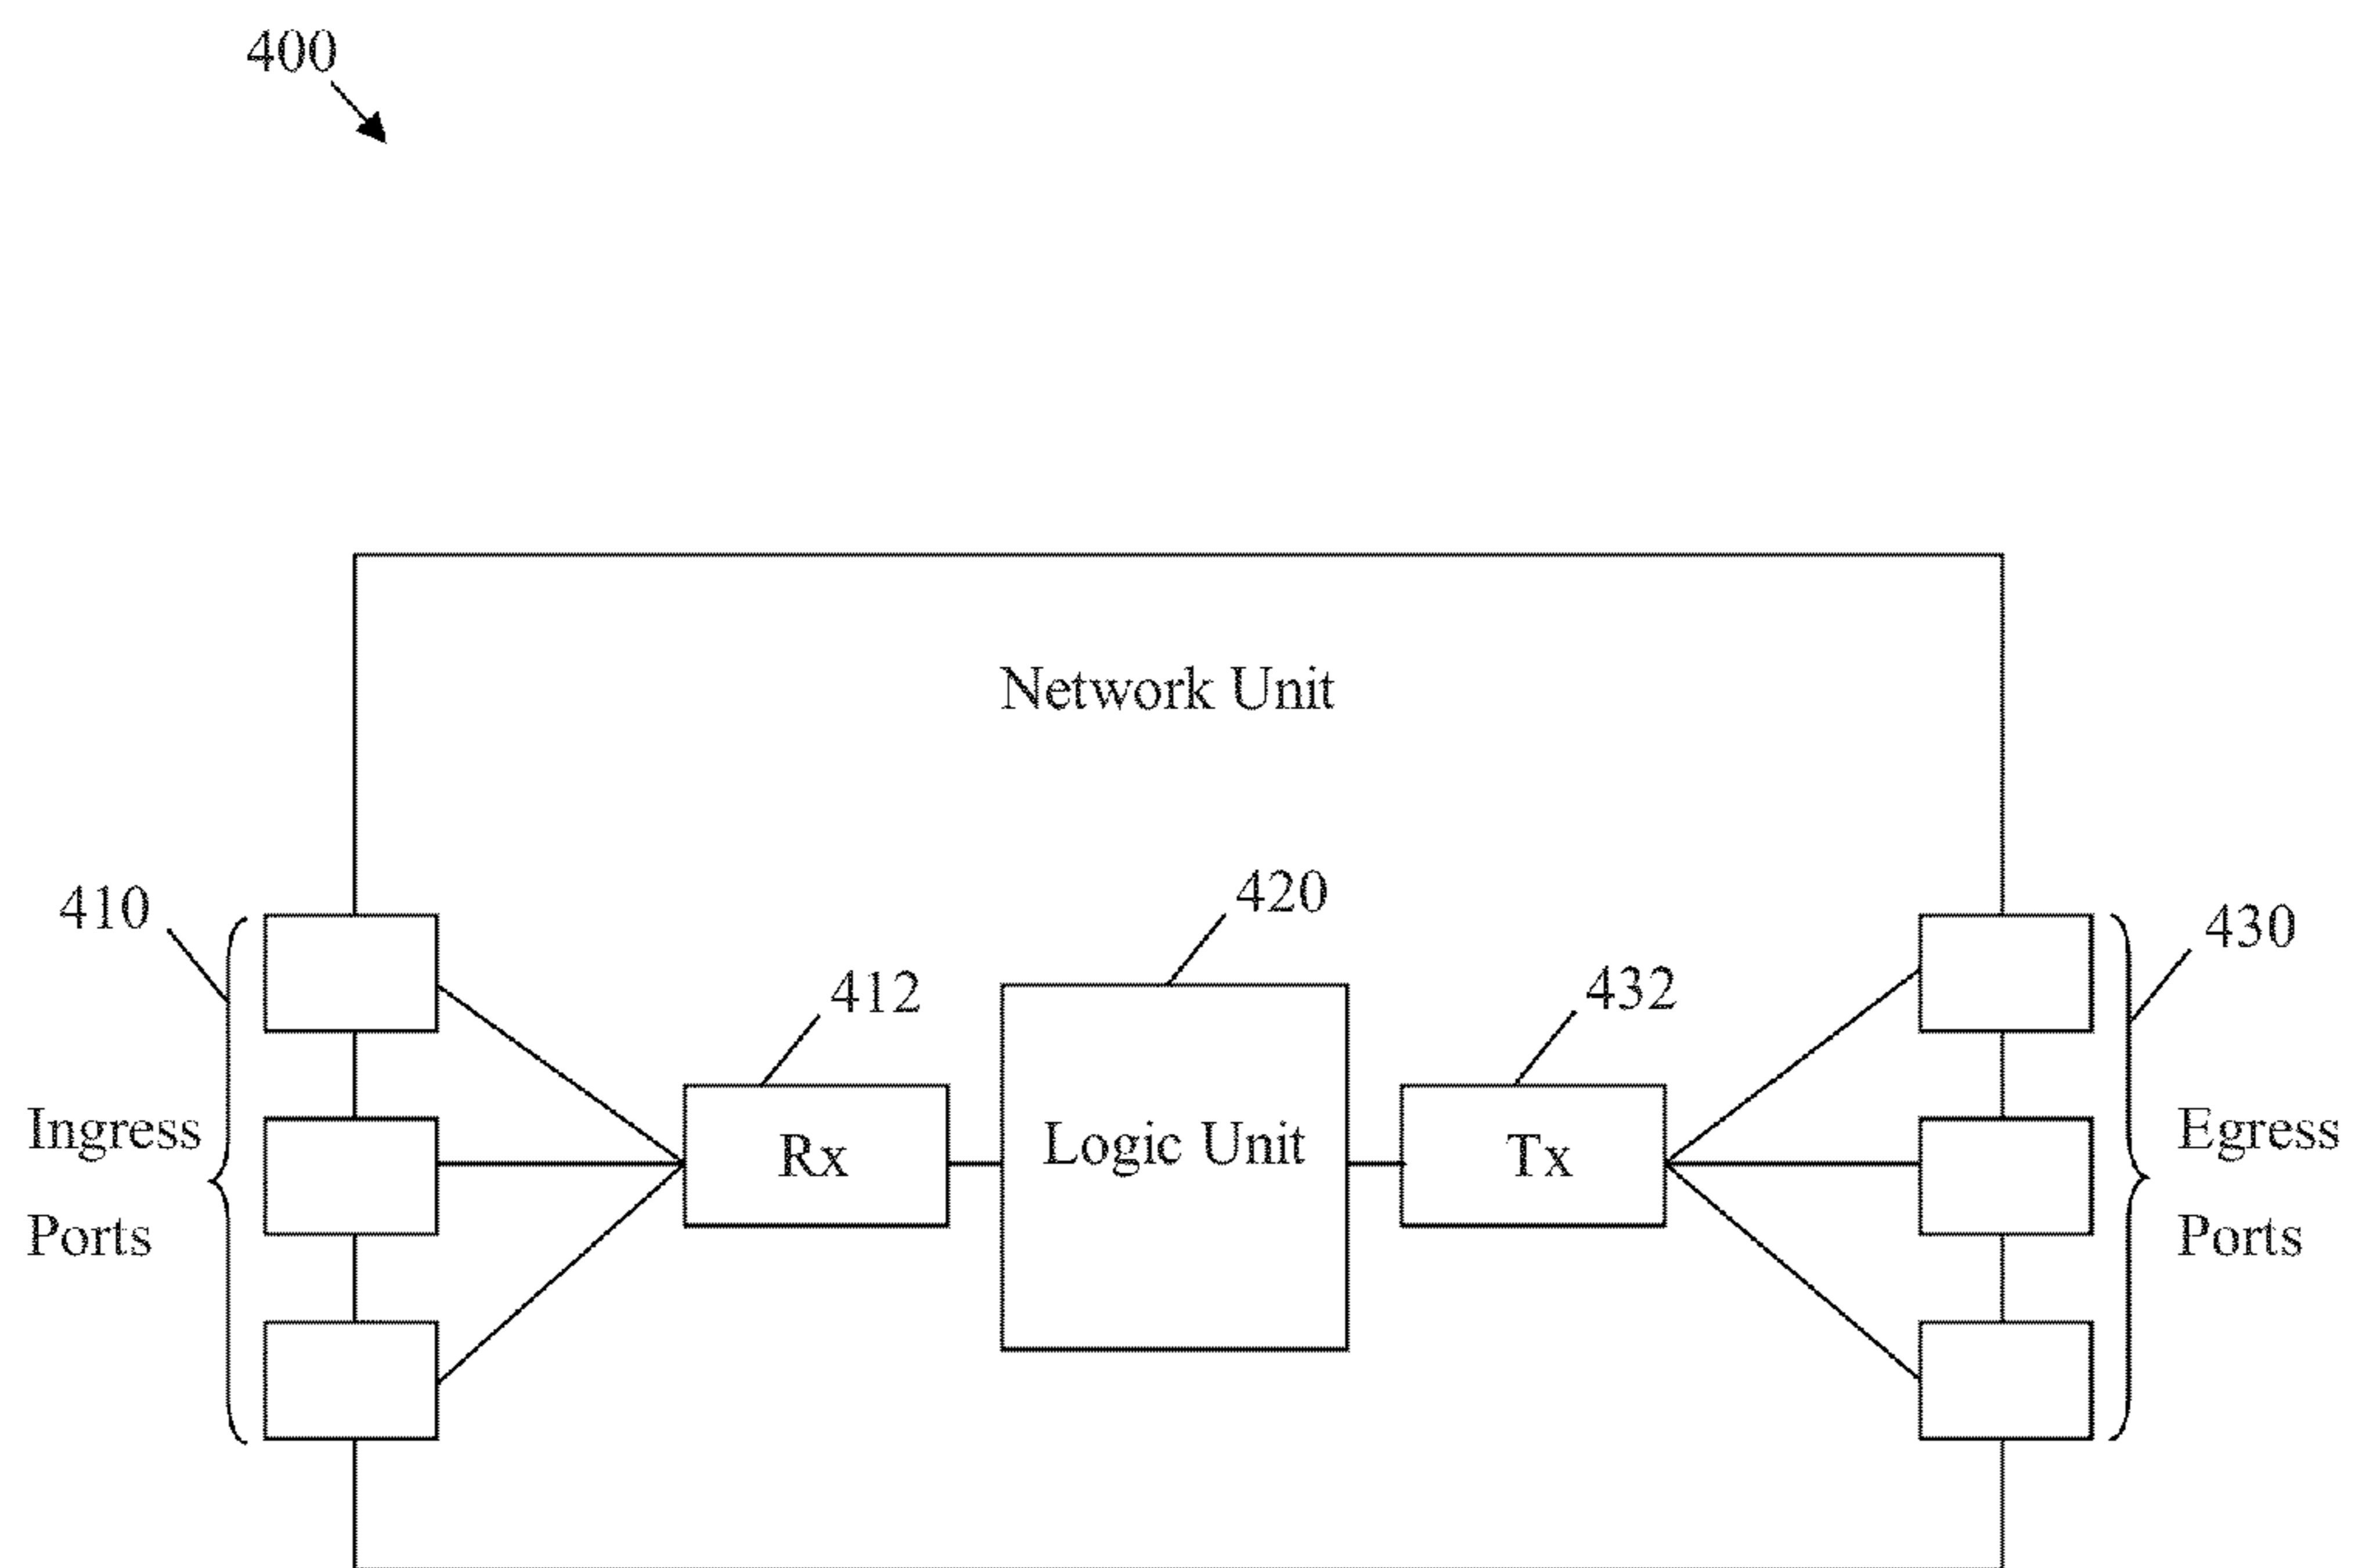 400
Network Unit
410
420
430
412
432
Ingress
Ports
Rx
Logic Unit
Tx
Egress
Ports